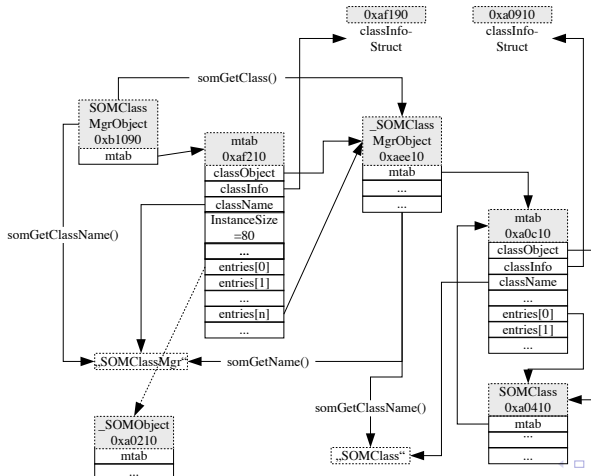 0xaf190
classInfo-
Struct
0xa0910
classInfo-
Struct
somGetClass()
SOMClass
MgrObject
0xb1090
mtab
mtab
0xaf210
classObject
classInfo
className
InstanceSize
=80
...
entries[0]
entries[1]
...
entries[n]
...
_SOMClass
MgrObject
0xaee10
mtab
...
...
somGetClassName()
mtab
0xa0c10
classObject
classInfo
className
...
entries[0]
entries[1]
...
„SOMClassMgr“
somGetName()
_SOMObject
0xa0210
mtab
...
somGetClassName()
„SOMClass“
SOMClass
0xa0410
mtab
...
...